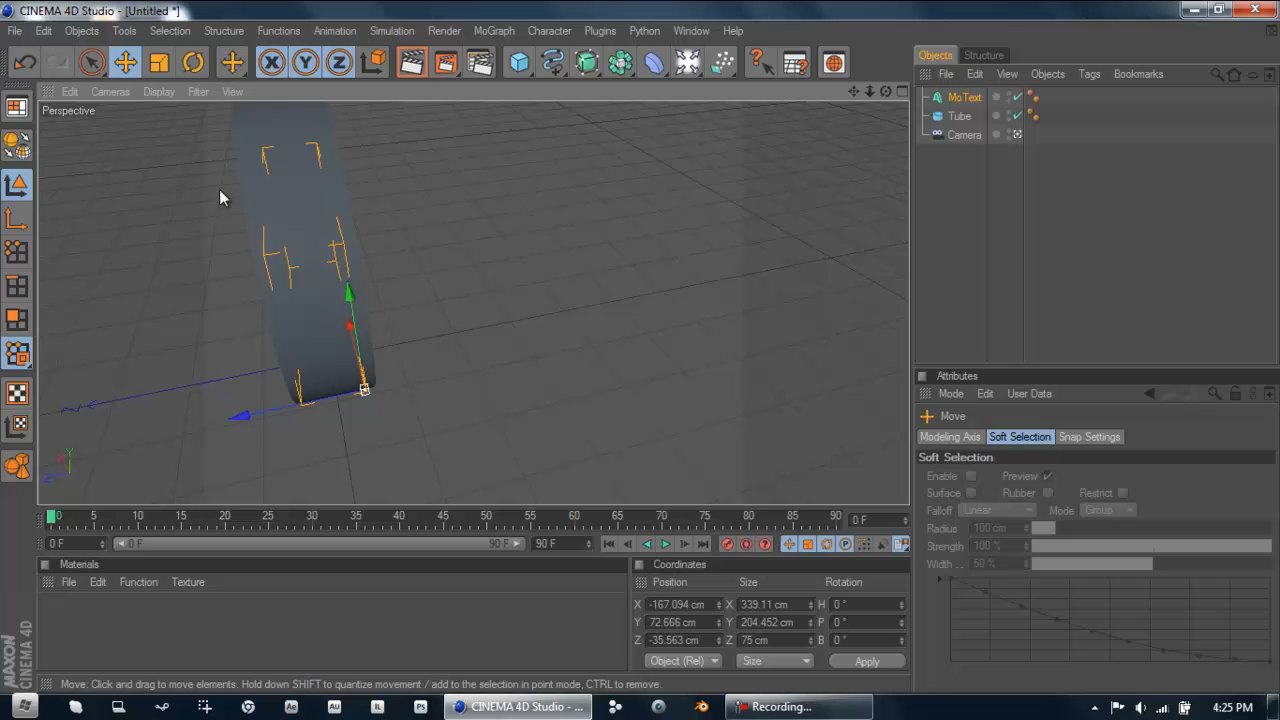 CINEMA 4D Studio - [Untitled *]
File Edit Objects Tools Selection Structure Functions Animation Simulation Render MoGraph Character Plugins Python Window Help
Objects Structure
File Edit View Objects Tags Bookmarks
Edit Cameras Display Filter View
Perspective
MoText
Tube
Camera
Attributes
Mode Edit User Data
Move
Modeling Axis Soft Selection Snap Settings
Soft Selection
Enable Preview
Surface Rubber Restrict
Falloff Linear Mode Group
Radius 100 cm
Strength 100 %
Width . . 50 %
0 5 10 15 20 25 30 35 40 45 50 55 60 65 70 75 80 85 90 0 F
0 F 0 F 90 F 90 F
Materials
File Edit Function Texture
Coordinates
Position Size Rotation
X -167.094 cm X 339.11 cm H 0 °
Y 72.666 cm Y 204.452 cm P 0 °
Z -35.563 cm Z 75 cm B 0 °
Object (Rel) Size Apply
MAXON
CINEMA 4D
Move: Click and drag to move elements. Hold down SHIFT to quantize movement / add to the selection in point mode, CTRL to remove.
CINEMA 4D Studio - ... Recording... 4:25 PM